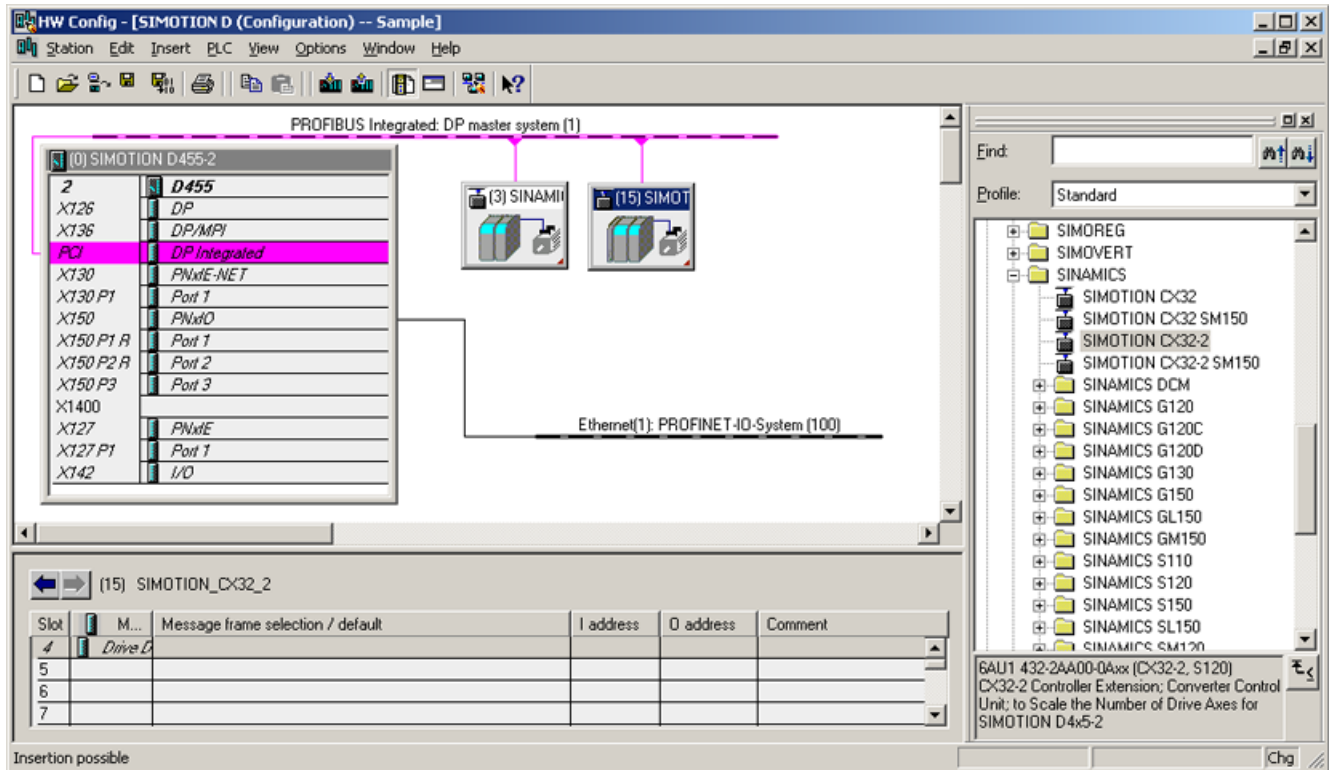 HW Config - [SIMOTION D (Configuration) -- Sample]
Station Edit Insert PLC View Options Window Help
PROFIBUS Integrated: DP master system (1)
(0) SIMOTION D455-2
2 D455
X126 DP
X136 DP/MPI
PCI DP Integrated
X130 PNxIE-NET
X130 P1 Port 1
X150 PNxIO
X150 P1 R Port 1
X150 P2 R Port 2
X150 P3 Port 3
X1400
X127 PNxIE
X127 P1 Port 1
X142 I/O
(3) SINAMI
(15) SIMOT
Ethernet(1): PROFINET-IO-System (100)
(15) SIMOTION_CX32_2
Slot M... Message frame selection / default I address O address Comment
4 Drive D
5
6
7
Find:
Profile: Standard
SIMOREG
SIMOVERT
SINAMICS
SIMOTION CX32
SIMOTION CX32 SM150
SIMOTION CX32-2
SIMOTION CX32-2 SM150
SINAMICS DCM
SINAMICS G120
SINAMICS G120C
SINAMICS G120D
SINAMICS G130
SINAMICS G150
SINAMICS GL150
SINAMICS GM150
SINAMICS S110
SINAMICS S120
SINAMICS S150
SINAMICS SL150
SINAMICS SM120
6AU1 432-2AA00-0Axx (CX32-2, S120)
CX32-2 Controller Extension; Converter Control
Unit; to Scale the Number of Drive Axes for
SIMOTION D4x5-2
Insertion possible
Chg